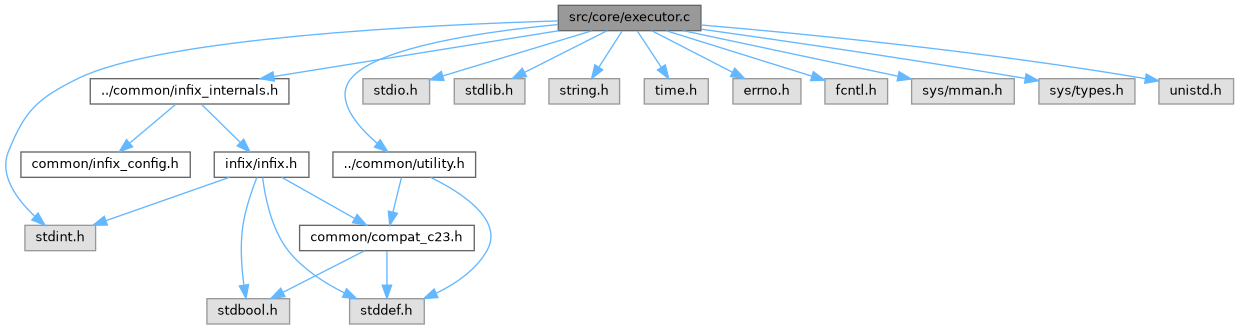 src/core/executor.c
../common/infix_internals.h
stdio.h
stdlib.h
string.h
time.h
errno.h
fcntl.h
sys/mman.h
sys/types.h
unistd.h
common/infix_config.h
infix/infix.h
../common/utility.h
stdint.h
common/compat_c23.h
stdbool.h
stddef.h